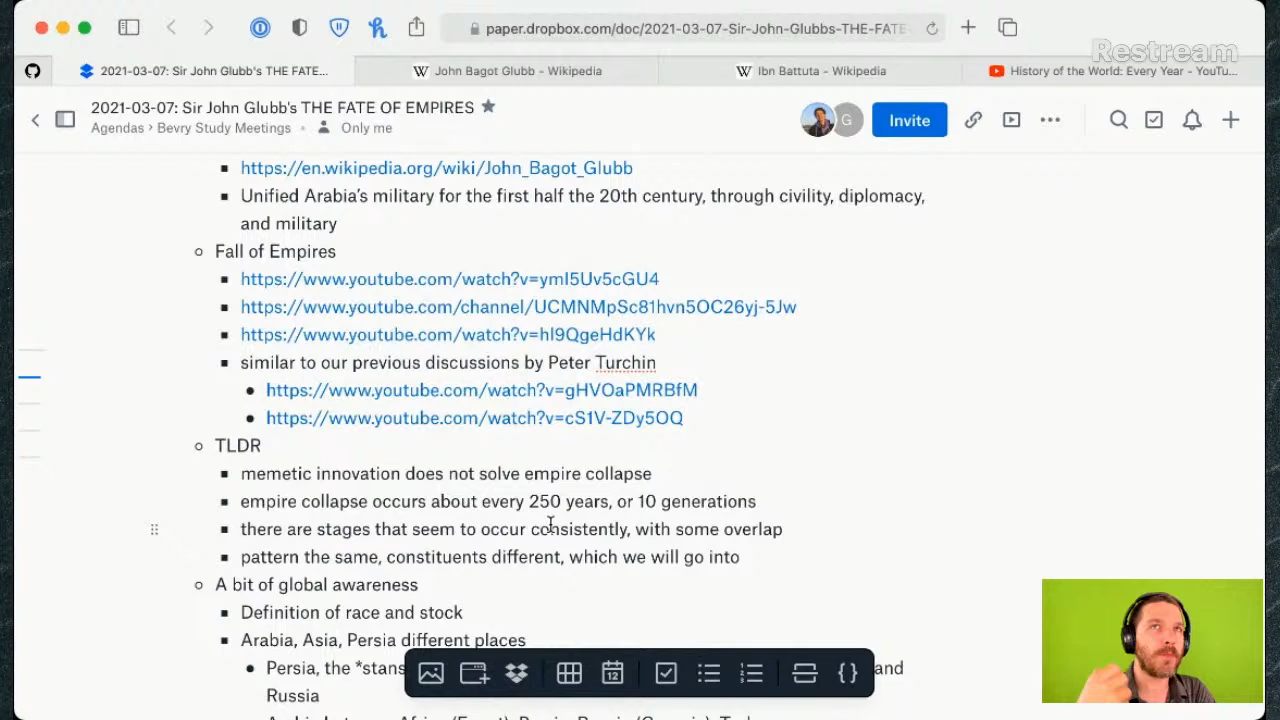 paper.dropbox.com/doc/2021-03-07-Sir-John-Glubbs-THE-FATE-
Restream
2021-03-07: Sir John Glubb's THE FATE...
John Bagot Glubb – Wikipedia
Ibn Battuta – Wikipedia
History of the World: Every Year - YouTu...
2021-03-07: Sir John Glubb's THE FATE OF EMPIRES
Agendas › Bevry Study Meetings • Only me
G
Invite
https://en.wikipedia.org/wiki/John_Bagot_Glubb
Unified Arabia's military for the first half the 20th century, through civility, diplomacy,
and military
Fall of Empires
https://www.youtube.com/watch?v=ymI5Uv5cGU4
https://www.youtube.com/channel/UCMNMpSc81hvn5OC26yj-5Jw
https://www.youtube.com/watch?v=hl9QgeHdKYk
similar to our previous discussions by Peter Turchin
https://www.youtube.com/watch?v=gHVOaPMRBfM
https://www.youtube.com/watch?v=cS1V-ZDy5OQ
TLDR
memetic innovation does not solve empire collapse
empire collapse occurs about every 250 years, or 10 generations
there are stages that seem to occur consistently, with some overlap
pattern the same, constituents different, which we will go into
A bit of global awareness
Definition of race and stock
Arabia, Asia, Persia different places
Persia, the *stans and
Russia
12